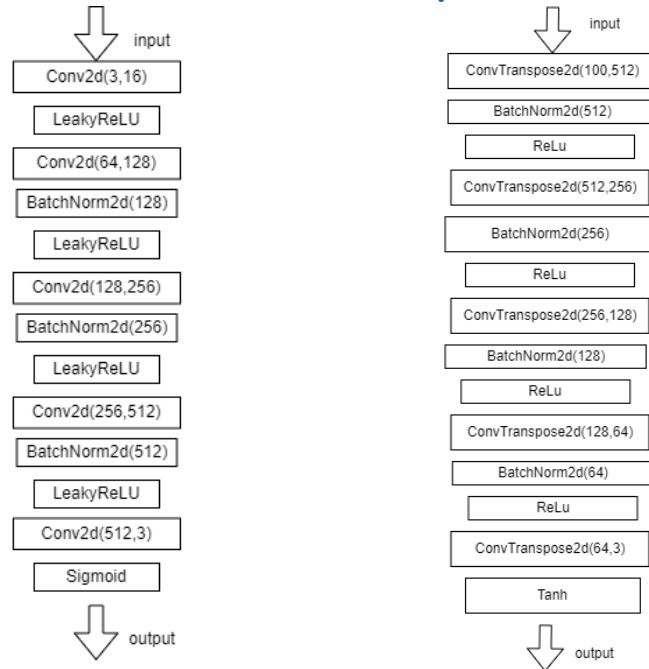 input
Conv2d(3,16)
LeakyReLU
Conv2d(64,128)
BatchNorm2d(128)
LeakyReLU
Conv2d(128,256)
BatchNorm2d(256)
LeakyReLU
Conv2d(256,512)
BatchNorm2d(512)
LeakyReLU
Conv2d(512,3)
Sigmoid
output
input
ConvTranspose2d(100,512)
BatchNorm2d(512)
ReLu
ConvTranspose2d(512,256)
BatchNorm2d(256)
ReLu
ConvTranspose2d(256,128)
BatchNorm2d(128)
ReLu
ConvTranspose2d(128,64)
BatchNorm2d(64)
ReLu
ConvTranspose2d(64,3)
Tanh
output